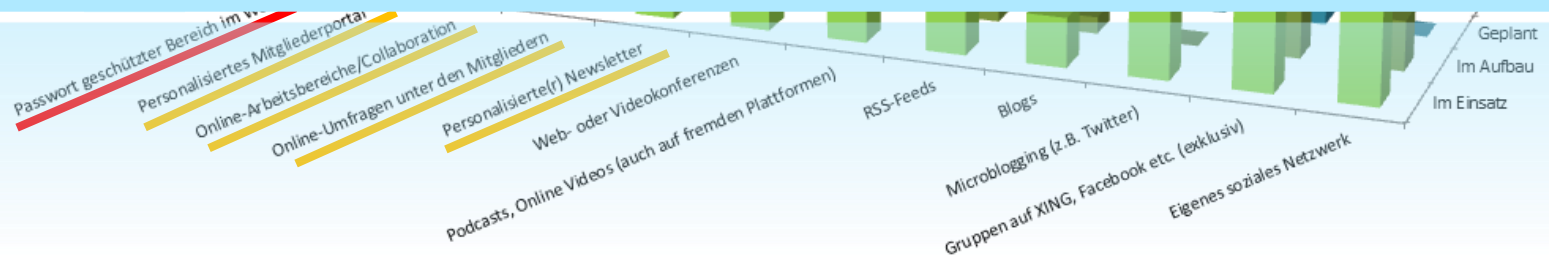 Passwort geschützter Bereich im
Personalisiertes Mitgliederportal
Online-Arbeitsbereiche/Collaboration
Online-Umfragen unter den Mitgliedern
Personalisierte(r) Newsletter
Web- oder Videokonferenzen
Podcasts, Online Videos (auch auf fremden Plattformen)
RSS-Feeds
Blogs
Microblogging (z.B. Twitter)
Gruppen auf XING, Facebook etc. (exklusiv)
Eigenes soziales Netzwerk
Geplant
Im Aufbau
Im Einsatz